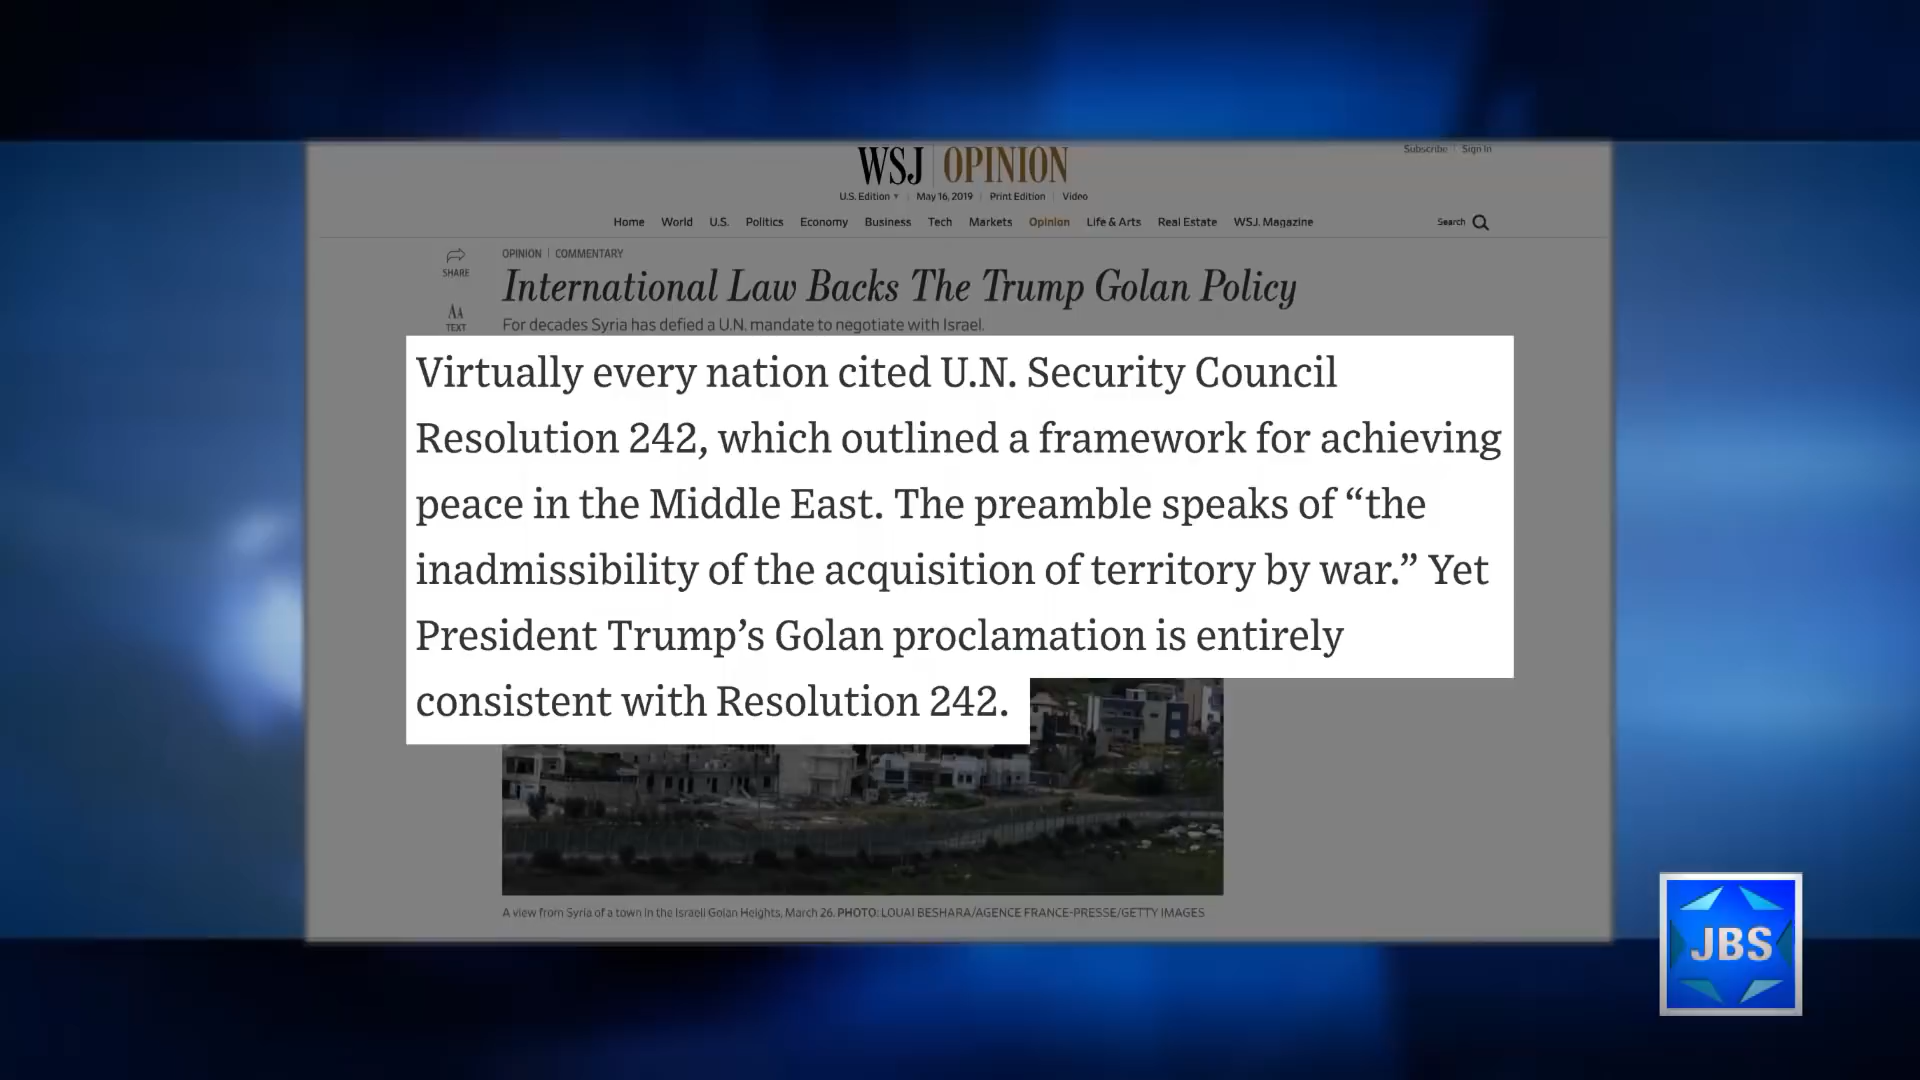 WSJ OPINION
Subscribe Sign In
U.S. Edition May 16, 2019 Print Edition Video
Home World U.S. Politics Economy Business Tech Markets Opinion Life & Arts Real Estate WSJ. Magazine Search
SHARE
OPINION | COMMENTARY
International Law Backs The Trump Golan Policy
AA
TEXT
For decades Syria has defied a U.N. mandate to negotiate with Israel.
Virtually every nation cited U.N. Security Council
Resolution 242, which outlined a framework for achieving
peace in the Middle East. The preamble speaks of “the
inadmissibility of the acquisition of territory by war.” Yet
President Trump’s Golan proclamation is entirely
consistent with Resolution 242.
A view from Syria of a town in the Israeli Golan Heights, March 26. PHOTO: LOUAI BESHARA/AGENCE FRANCE-PRESSE/GETTY IMAGES
JBS